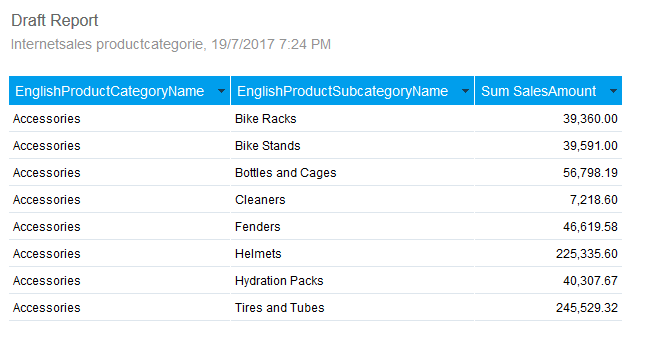 Draft Report
Internetsales productcategorie, 19/7/2017 7:24 PM
EnglishProductCategoryName EnglishProductSubcategoryName Sum SalesAmount
Accessories Bike Racks 39,360.00
Accessories Bike Stands 39,591.00
Accessories Bottles and Cages 56,798.19
Accessories Cleaners 7,218.60
Accessories Fenders 46,619.58
Accessories Helmets 225,335.60
Accessories Hydration Packs 40,307.67
Accessories Tires and Tubes 245,529.32